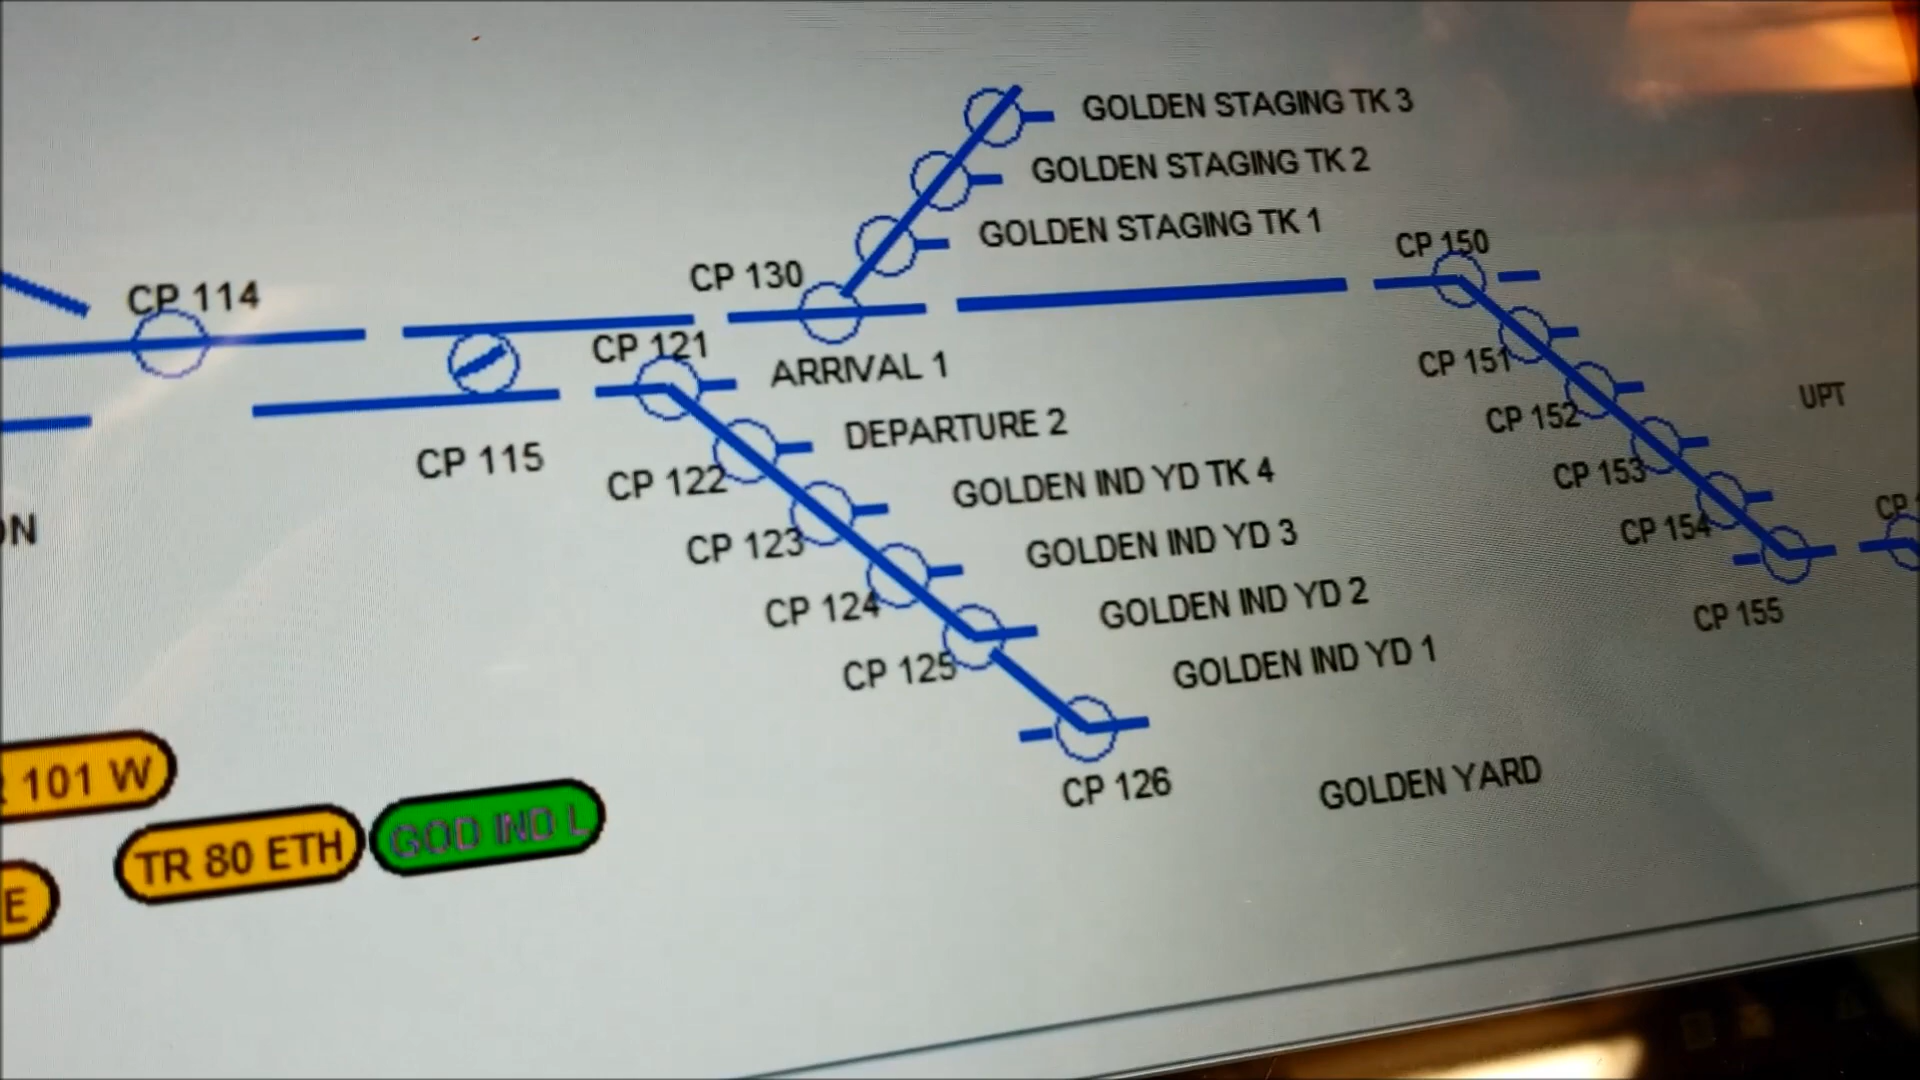 GOLDEN STAGING TK 3
GOLDEN STAGING TK 2
GOLDEN STAGING TK 1
CP 150
CP 130
CP 114
CP 121
ARRIVAL 1
CP 151
UPT
CP 152
DEPARTURE 2
CP 115
CP 122
GOLDEN IND YD TK 4
CP 153
CP
CP 154
CP 123
GOLDEN IND YD 3
CP 124
GOLDEN IND YD 2
CP 155
CP 125
GOLDEN IND YD 1
CP 126
GOLDEN YARD
101 W
TR 80 ETH
GOD IND L
E